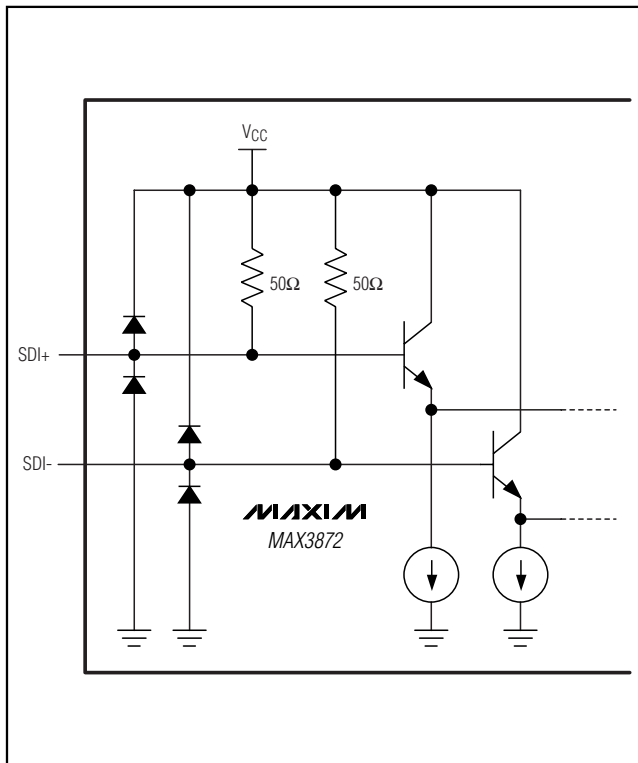 VCC
50Ω 50Ω
SDI+
SDI-
MAXIM
MAX3872